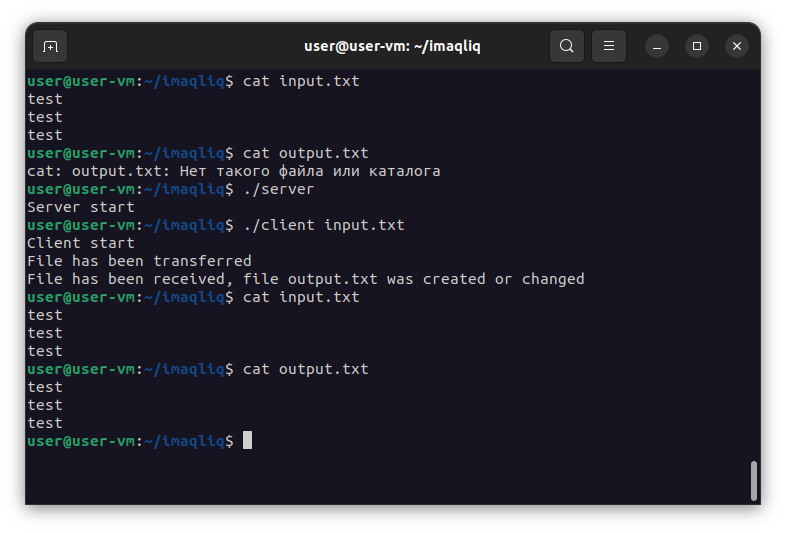 user@user-vm: ~/imaqliq
user@user-vm:~/imaqliq$ cat input.txt
test
test
test
user@user-vm:~/imaqliq$ cat output.txt
cat: output.txt: Нет такого файла или каталога
user@user-vm:~/imaqliq$ ./server
Server start
user@user-vm:~/imaqliq$ ./client input.txt
Client start
File has been transferred
File has been received, file output.txt was created or changed
user@user-vm:~/imaqliq$ cat input.txt
test
test
test
user@user-vm:~/imaqliq$ cat output.txt
test
test
test
user@user-vm:~/imaqliq$